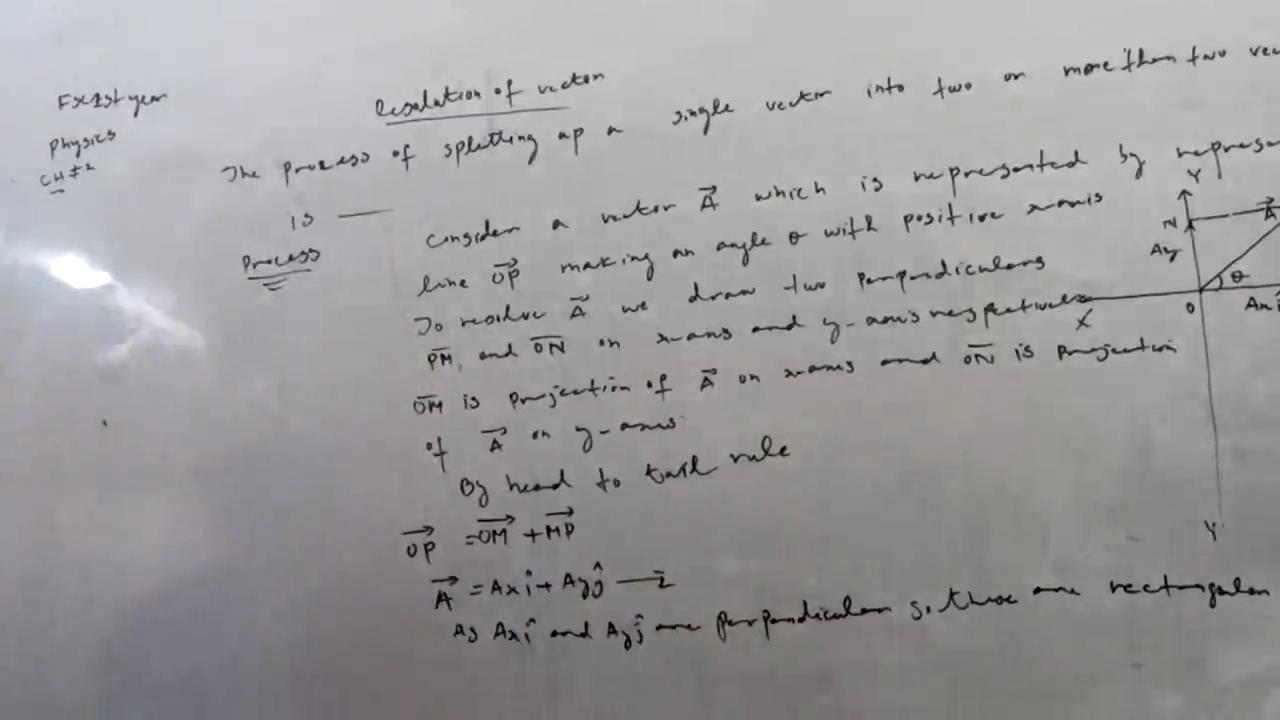 Fsc 1st year
Physics
CH # 2
Resolution of vector
The process of splitting up a single vector into two or more than two vec
is —
Process
Consider a vector A which is represented by represen
line OP making an angle θ with positive x-axis
To resolve A we draw two perpendiculars
PM, and ON on x-axis and y-axis respectively
OM is projection of A on x-axis and ON is projection
of A on y-axis
By head to tail rule
OP = OM + MP
A = Axî + Ayĵ — i
As Axî and Ayĵ are perpendicular so, these are rectangular
Y
N
A
Ay
θ
O
Ax
X
Y'